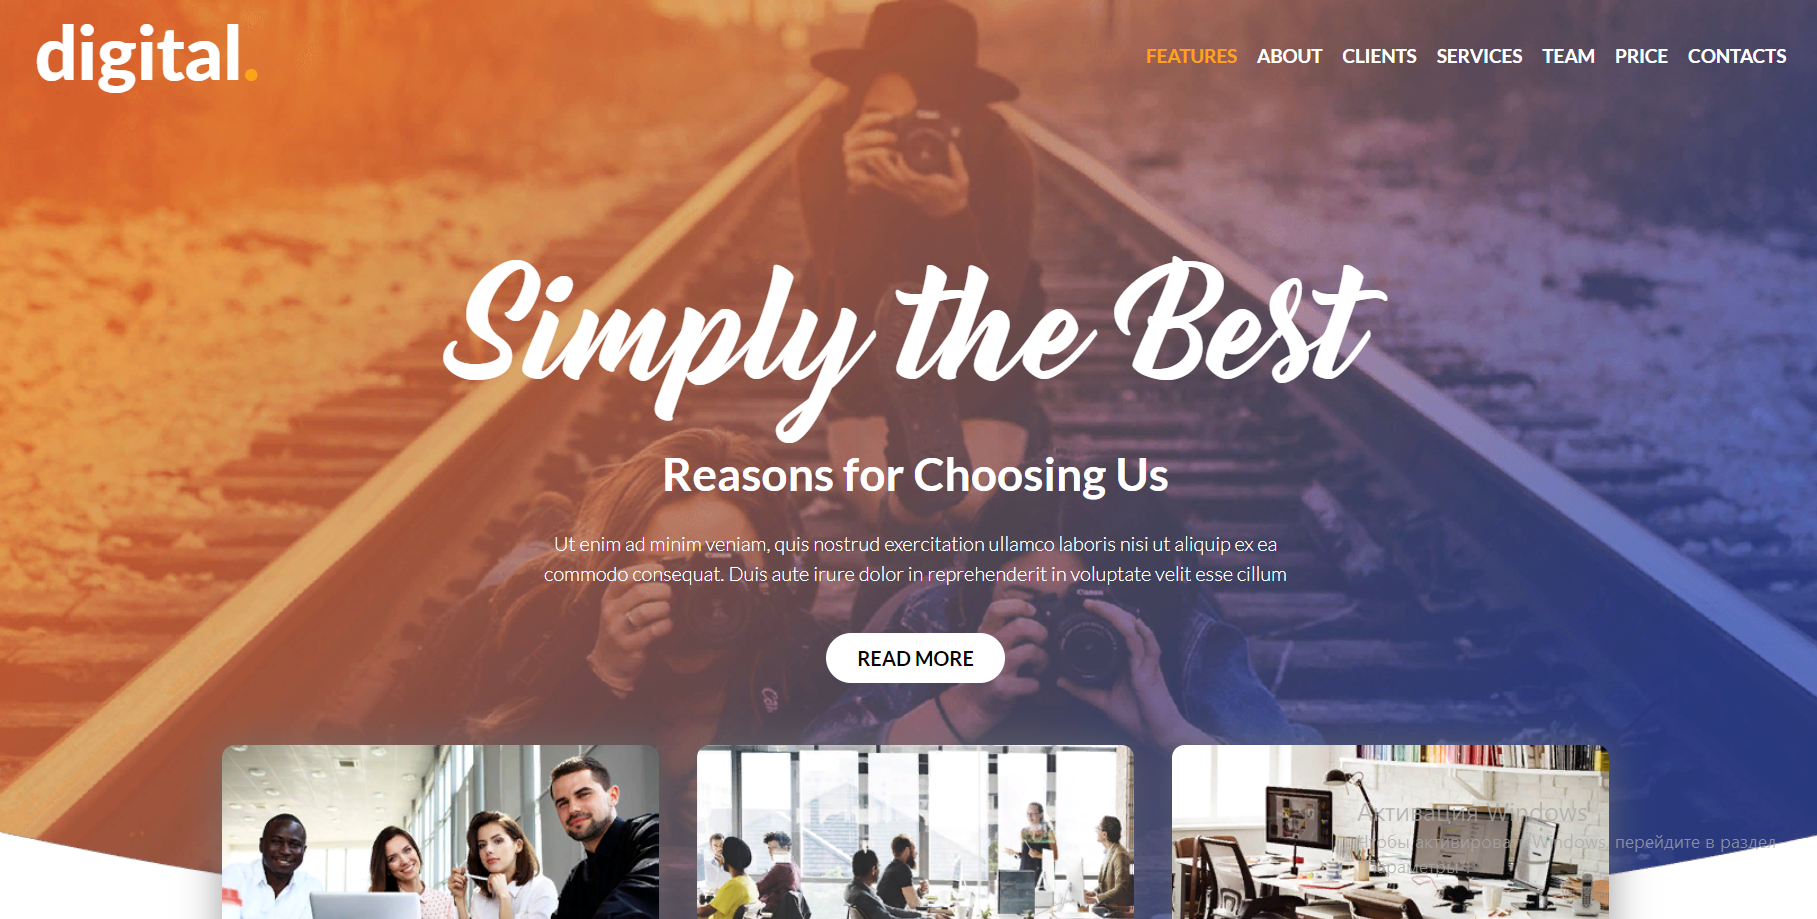 digital.
FEATURES ABOUT CLIENTS SERVICES TEAM PRICE CONTACTS
Simply the Best
Reasons for Choosing Us
Ut enim ad minim veniam, quis nostrud exercitation ullamco laboris nisi ut aliquip ex ea
commodo consequat. Duis aute irure dolor in reprehenderit in voluptate velit esse cillum
READ MORE
Активация Windows
Чтобы активировать Windows, перейдите в раздел
"Параметры".
Canon